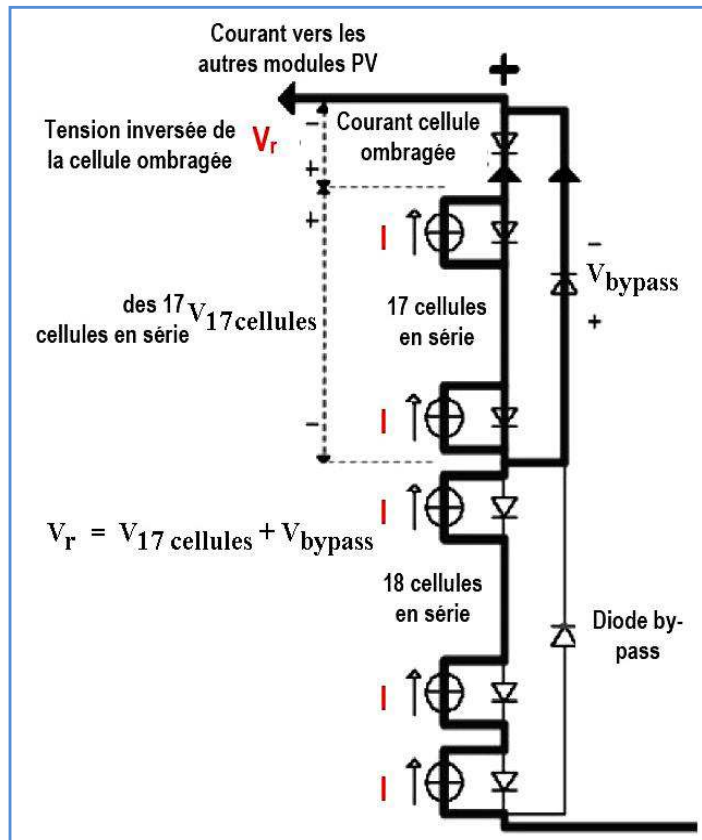 Courant vers les
autres modules PV
+
Tension inversée de
la cellule ombragée
Vr
−
+
Courant cellule
ombragée
+
I
−
Vbypass
+
des 17
cellules en série
V17cellules
17 cellules
en série
−
I
I
Vr = V17 cellules + Vbypass
18 cellules
en série
Diode by-
pass
I
I